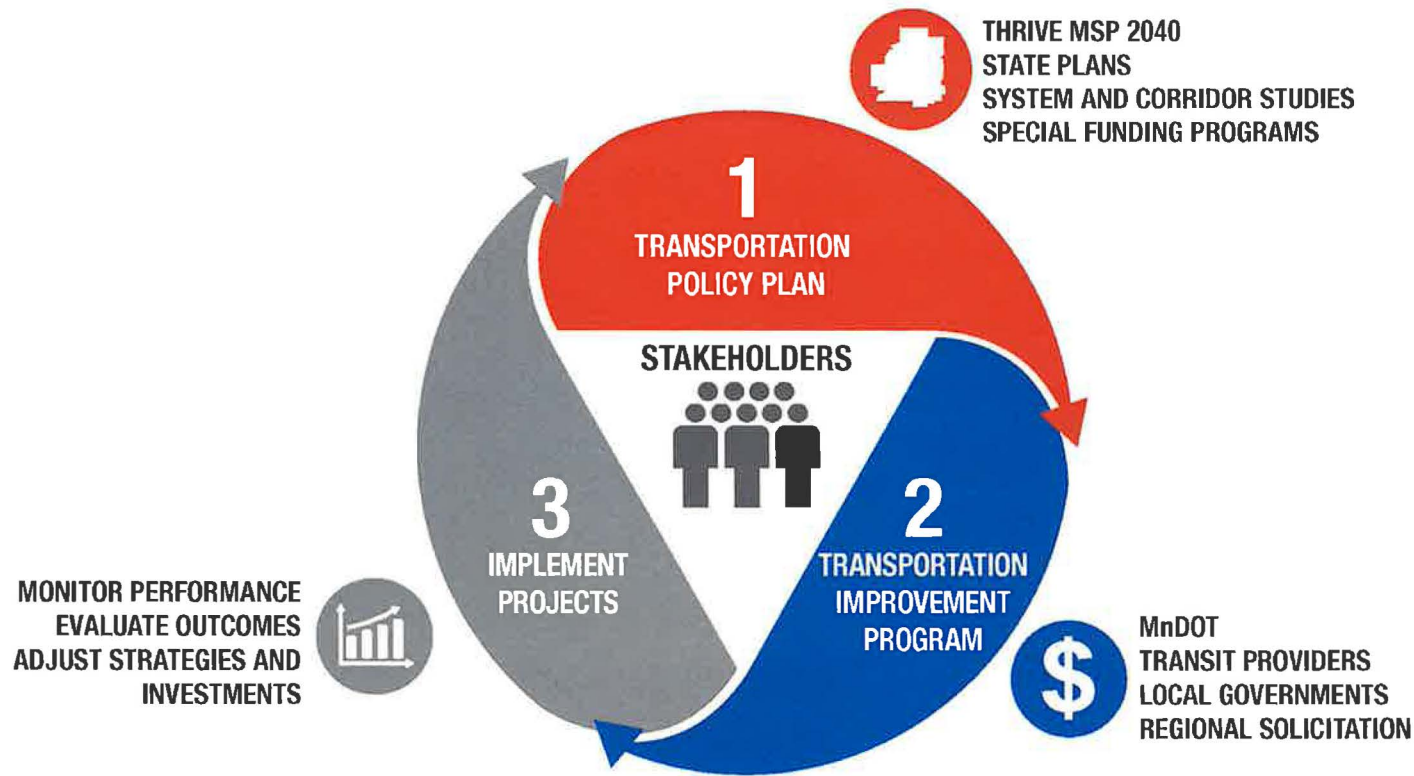 THRIVE MSP 2040
STATE PLANS
SYSTEM AND CORRIDOR STUDIES
SPECIAL FUNDING PROGRAMS
1
TRANSPORTATION
POLICY PLAN
STAKEHOLDERS
2
TRANSPORTATION
IMPROVEMENT
PROGRAM
3
IMPLEMENT
PROJECTS
MONITOR PERFORMANCE
EVALUATE OUTCOMES
ADJUST STRATEGIES AND
INVESTMENTS
$
MnDOT
TRANSIT PROVIDERS
LOCAL GOVERNMENTS
REGIONAL SOLICITATION